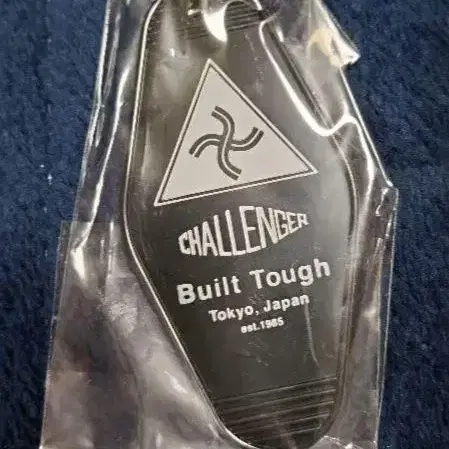 CHALLENGER
Built Tough
Tokyo, Japan
est.1985